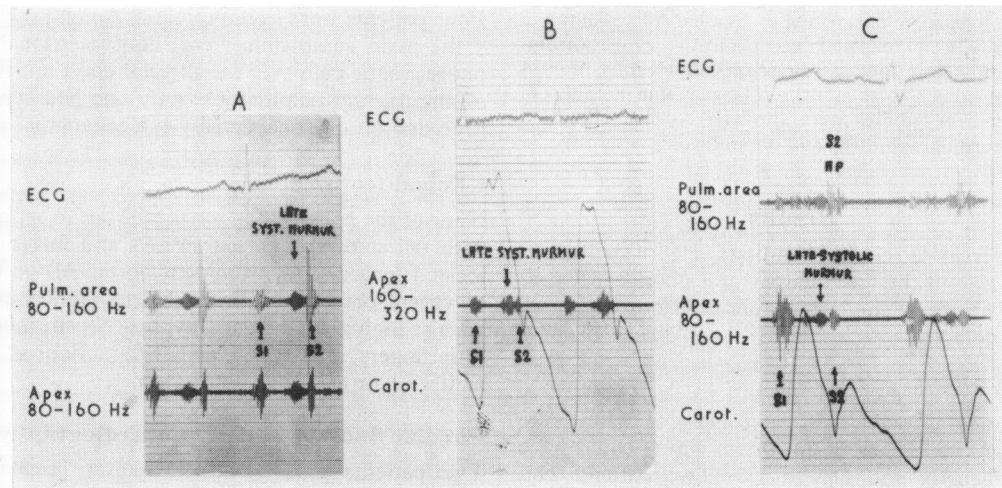 A
ECG
LATE
SYST. MURMUR
Pulm. area
80-160 Hz
S1
S2
Apex
80-160 Hz
B
ECG
LATE SYST. MURMUR
Apex
160-
320 Hz
S1
S2
Carot.
C
ECG
S2
AP
Pulm. area
80-
160 Hz
LATE-SYSTOLIC
MURMUR
Apex
80-
160 Hz
S1
S2
Carot.